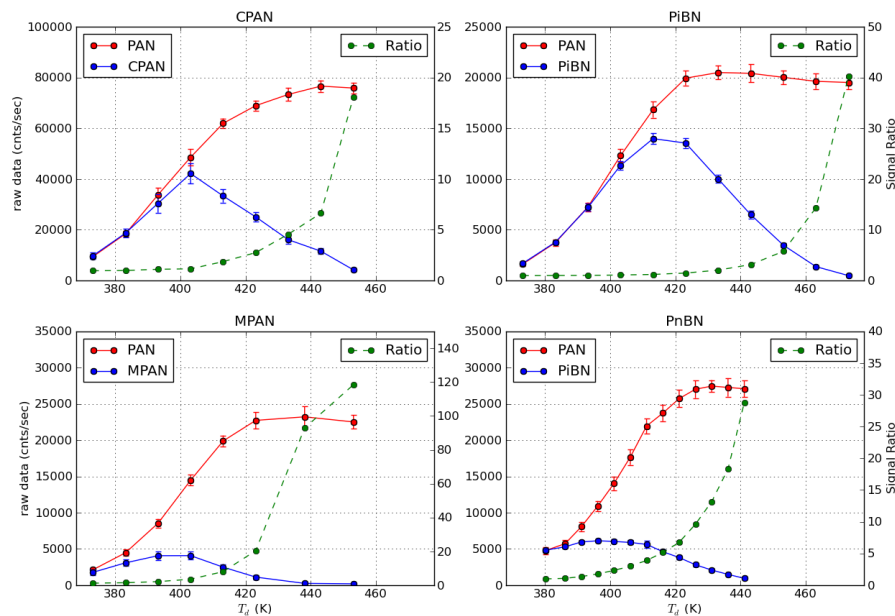 CPAN
PiBN
PAN
CPAN
Ratio
PAN
PiBN
Ratio
raw data (cnts/sec)
Signal Ratio
100000
80000
60000
40000
20000
0
25
20
15
10
5
0
25000
20000
15000
10000
5000
0
50
40
30
20
10
0
380 400 420 440 460
380 400 420 440 460
MPAN
PnBN
PAN
MPAN
Ratio
PAN
PiBN
Ratio
raw data (cnts/sec)
Signal Ratio
35000
30000
25000
20000
15000
10000
5000
0
140
120
100
80
60
40
20
0
35000
30000
25000
20000
15000
10000
5000
0
40
35
30
25
20
15
10
5
0
380 400 420 440 460
380 400 420 440 460
T_d (K)
T_d (K)